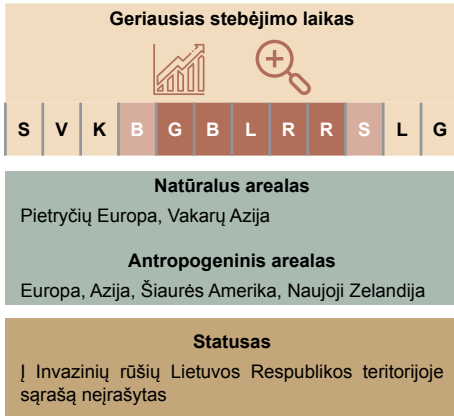 Geriausias stebėjimo laikas
S V K B G B L R R S L G
Natūralus arealas
Pietryčių Europa, Vakarų Azija
Antropogeninis arealas
Europa, Azija, Šiaurės Amerika, Naujoji Zelandija
Statusas
Į Invazinių rūšių Lietuvos Respublikos teritorijoje
sąrašą neįrašytas